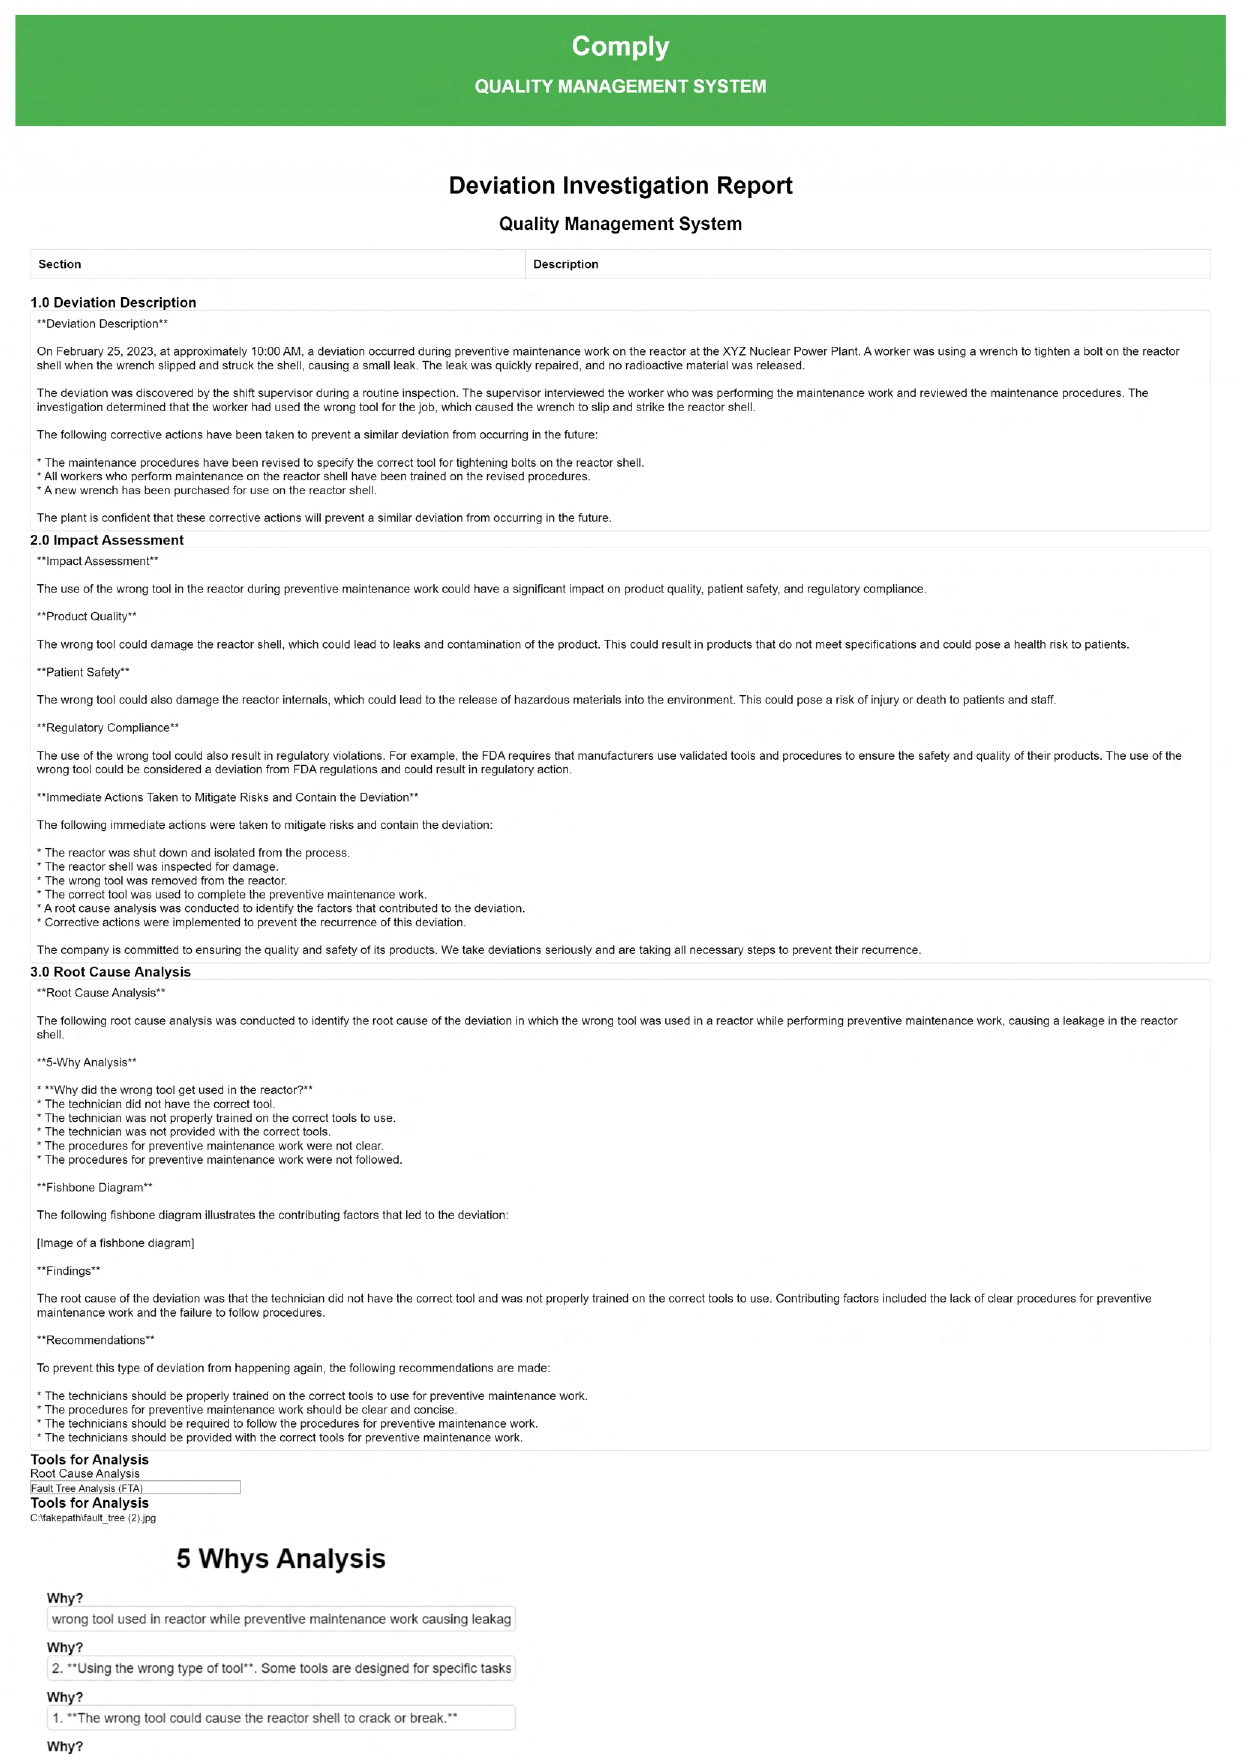 Comply
QUALITY MANAGEMENT SYSTEM
Deviation Investigation Report
Quality Management System
Section Description
1.0 Deviation Description
**Deviation Description**
On February 25, 2023, at approximately 10:00 AM, a deviation occurred during preventive maintenance work on the reactor at the XYZ Nuclear Power Plant. A worker was using a wrench to tighten a bolt on the reactor
shell when the wrench slipped and struck the shell, causing a small leak. The leak was quickly repaired, and no radioactive material was released.
The deviation was discovered by the shift supervisor during a routine inspection. The supervisor interviewed the worker who was performing the maintenance work and reviewed the maintenance procedures. The
investigation determined that the worker had used the wrong tool for the job, which caused the wrench to slip and strike the reactor shell.
The following corrective actions have been taken to prevent a similar deviation from occurring in the future:
* The maintenance procedures have been revised to specify the correct tool for tightening bolts on the reactor shell.
* All workers who perform maintenance on the reactor shell have been trained on the revised procedures.
* A new wrench has been purchased for use on the reactor shell.
The plant is confident that these corrective actions will prevent a similar deviation from occurring in the future.
2.0 Impact Assessment
**Impact Assessment**
The use of the wrong tool in the reactor during preventive maintenance work could have a significant impact on product quality, patient safety, and regulatory compliance.
**Product Quality**
The wrong tool could damage the reactor shell, which could lead to leaks and contamination of the product. This could result in products that do not meet specifications and could pose a health risk to patients.
**Patient Safety**
The wrong tool could also damage the reactor internals, which could lead to the release of hazardous materials into the environment. This could pose a risk of injury or death to patients and staff.
**Regulatory Compliance**
The use of the wrong tool could also result in regulatory violations. For example, the FDA requires that manufacturers use validated tools and procedures to ensure the safety and quality of their products. The use of the
wrong tool could be considered a deviation from FDA regulations and could result in regulatory action.
**Immediate Actions Taken to Mitigate Risks and Contain the Deviation**
The following immediate actions were taken to mitigate risks and contain the deviation:
* The reactor was shut down and isolated from the process.
* The reactor shell was inspected for damage.
* The wrong tool was removed from the reactor.
* The correct tool was used to complete the preventive maintenance work.
* A root cause analysis was conducted to identify the factors that contributed to the deviation.
* Corrective actions were implemented to prevent the recurrence of this deviation.
The company is committed to ensuring the quality and safety of its products. We take deviations seriously and are taking all necessary steps to prevent their recurrence.
3.0 Root Cause Analysis
**Root Cause Analysis**
The following root cause analysis was conducted to identify the root cause of the deviation in which the wrong tool was used in a reactor while performing preventive maintenance work, causing a leakage in the reactor
shell.
**5-Why Analysis**
* **Why did the wrong tool get used in the reactor?**
* The technician did not have the correct tool.
* The technician was not properly trained on the correct tools to use.
* The technician was not provided with the correct tools.
* The procedures for preventive maintenance work were not clear.
* The procedures for preventive maintenance work were not followed.
**Fishbone Diagram**
The following fishbone diagram illustrates the contributing factors that led to the deviation:
[Image of a fishbone diagram]
**Findings**
The root cause of the deviation was that the technician did not have the correct tool and was not properly trained on the correct tools to use. Contributing factors included the lack of clear procedures for preventive
maintenance work and the failure to follow procedures.
**Recommendations**
To prevent this type of deviation from happening again, the following recommendations are made:
* The technicians should be properly trained on the correct tools to use for preventive maintenance work.
* The procedures for preventive maintenance work should be clear and concise.
* The technicians should be required to follow the procedures for preventive maintenance work.
* The technicians should be provided with the correct tools for preventive maintenance work.
Tools for Analysis
Root Cause Analysis
Fault Tree Analysis (FTA)
Tools for Analysis
C:\fakepath\fault_tree (2).jpg
5 Whys Analysis
Why?
wrong tool used in reactor while preventive maintenance work causing leakag
Why?
2. **Using the wrong type of tool**. Some tools are designed for specific tasks
Why?
1. **The wrong tool could cause the reactor shell to crack or break.**
Why?